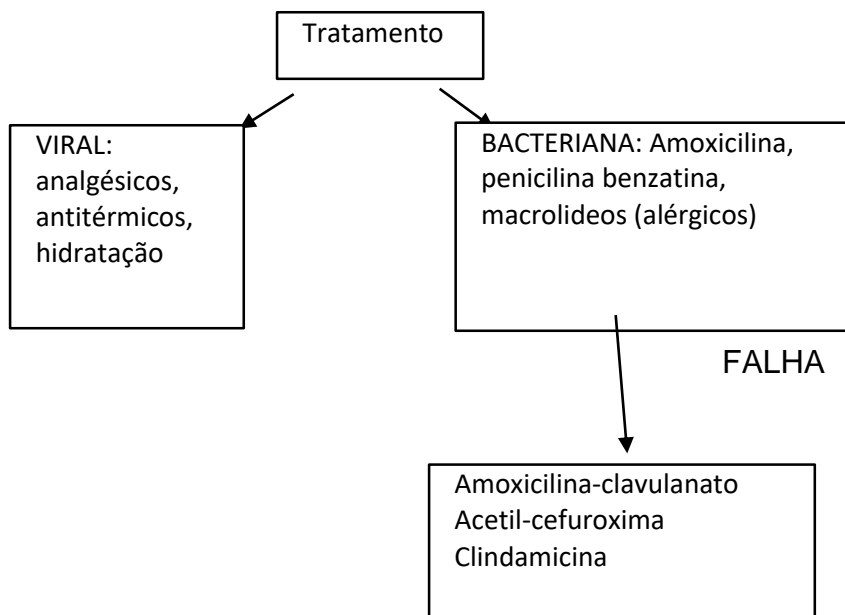 Tratamento
VIRAL:
analgésicos,
antitérmicos,
hidratação
BACTERIANA: Amoxicilina,
penicilina benzatina,
macrolideos (alérgicos)
FALHA
Amoxicilina-clavulanato
Acetil-cefuroxima
Clindamicina